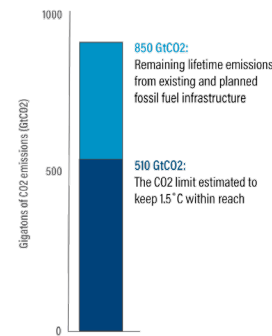 1000
850 GtCO2:
Remaining lifetime emissions
from existing and planned
fossil fuel infrastructure
Gigatons of CO2 emissions (GtCO2)
500
510 GtCO2:
The CO2 limit estimated to
keep 1.5˚C within reach
0